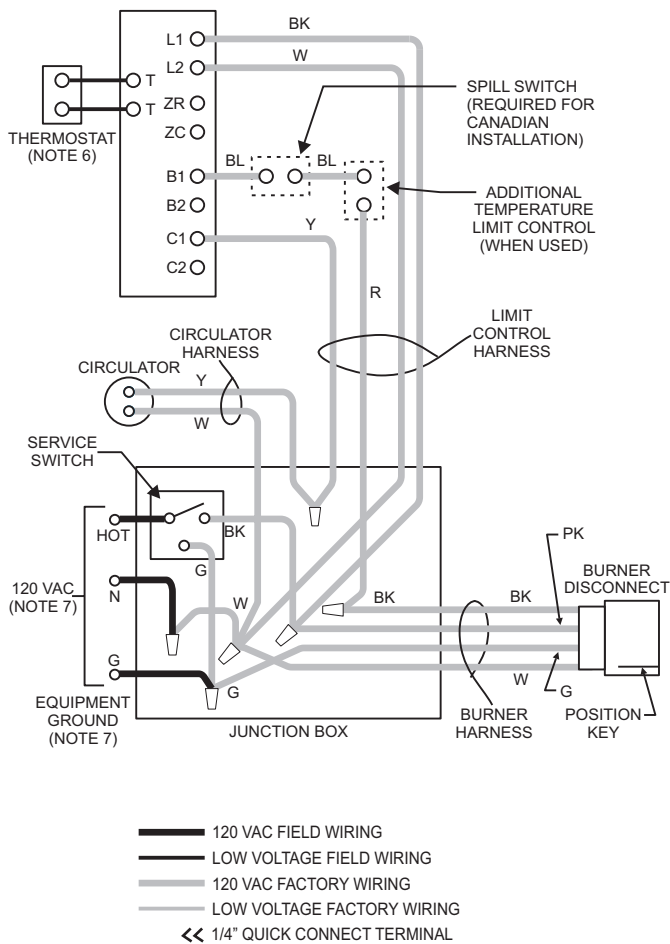 BK
L1
W
L2
T
ZR
T
ZC
THERMOSTAT
(NOTE 6)
SPILL SWITCH
(REQUIRED FOR
CANADIAN
INSTALLATION)
BL
BL
B1
B2
ADDITIONAL
TEMPERATURE
LIMIT CONTROL
(WHEN USED)
Y
C1
C2
R
LIMIT
CONTROL
HARNESS
CIRCULATOR
HARNESS
CIRCULATOR
Y
W
SERVICE
SWITCH
HOT
BK
G
120 VAC
(NOTE 7)
N
W
G
EQUIPMENT
GROUND
(NOTE 7)
G
JUNCTION BOX
BK
PK
BURNER
DISCONNECT
BK
W
G
BURNER
HARNESS
POSITION
KEY
120 VAC FIELD WIRING
LOW VOLTAGE FIELD WIRING
120 VAC FACTORY WIRING
LOW VOLTAGE FACTORY WIRING
1/4" QUICK CONNECT TERMINAL